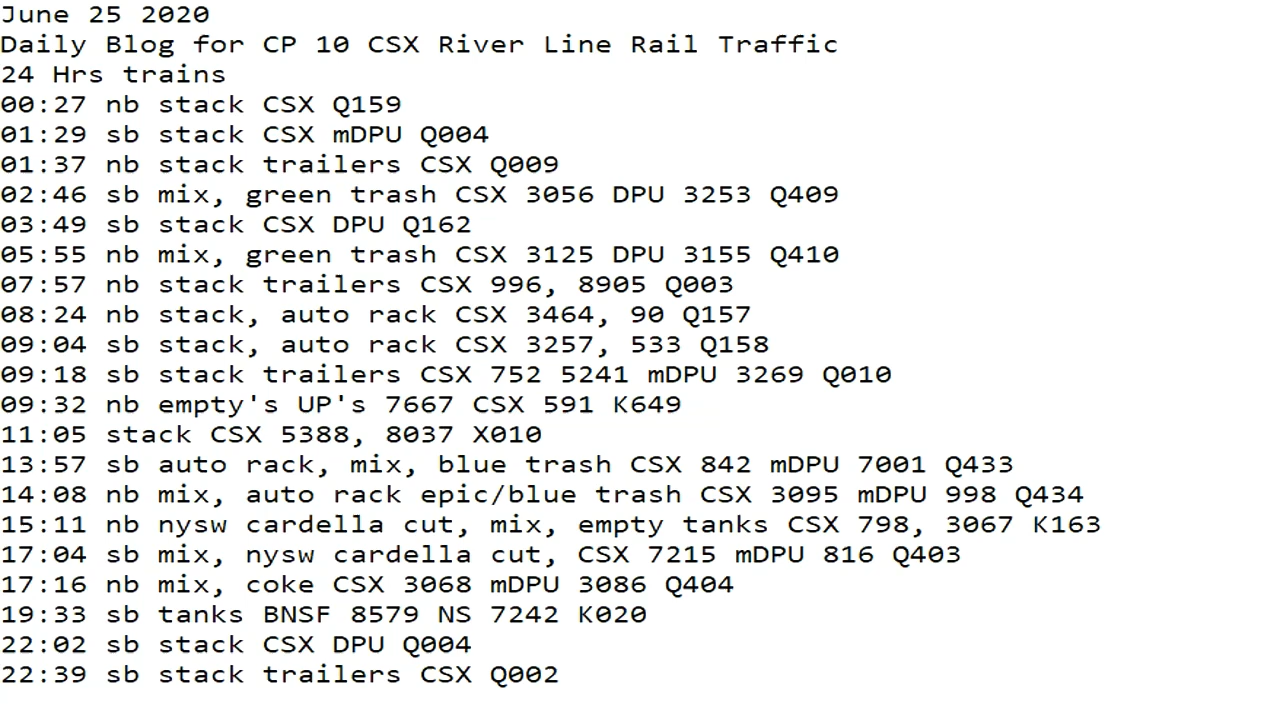 June 25 2020
Daily Blog for CP 10 CSX River Line Rail Traffic
24 Hrs trains
00:27 nb stack CSX Q159
01:29 sb stack CSX mDPU Q004
01:37 nb stack trailers CSX Q009
02:46 sb mix, green trash CSX 3056 DPU 3253 Q409
03:49 sb stack CSX DPU Q162
05:55 nb mix, green trash CSX 3125 DPU 3155 Q410
07:57 nb stack trailers CSX 996, 8905 Q003
08:24 nb stack, auto rack CSX 3464, 90 Q157
09:04 sb stack, auto rack CSX 3257, 533 Q158
09:18 sb stack trailers CSX 752 5241 mDPU 3269 Q010
09:32 nb empty's UP's 7667 CSX 591 K649
11:05 stack CSX 5388, 8037 X010
13:57 sb auto rack, mix, blue trash CSX 842 mDPU 7001 Q433
14:08 nb mix, auto rack epic/blue trash CSX 3095 mDPU 998 Q434
15:11 nb nysw cardella cut, mix, empty tanks CSX 798, 3067 K163
17:04 sb mix, nysw cardella cut, CSX 7215 mDPU 816 Q403
17:16 nb mix, coke CSX 3068 mDPU 3086 Q404
19:33 sb tanks BNSF 8579 NS 7242 K020
22:02 sb stack CSX DPU Q004
22:39 sb stack trailers CSX Q002